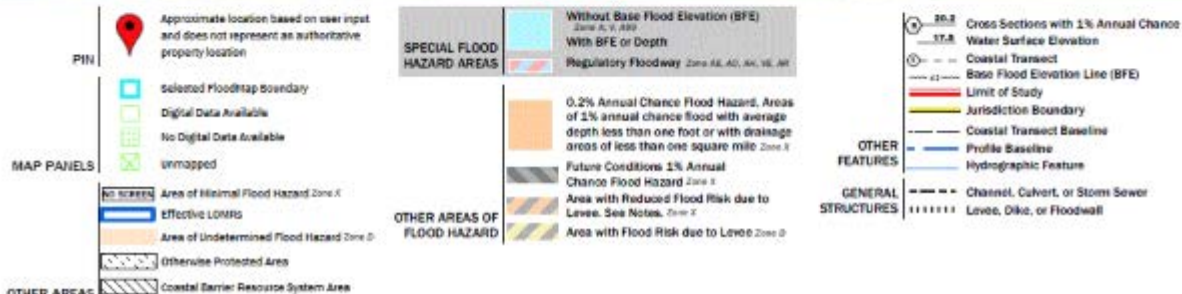 Approximate location based on user input
and does not represent an authoritative
property location
PIN
Selected FloodMap Boundary
Digital Data Available
No Digital Data Available
unmapped
MAP PANELS
NO SCREEN Area of Minimal Flood Hazard Zone X
Effective LOMRs
Area of Undetermined Flood Hazard Zone D
Otherwise Protected Area
Coastal Barrier Resource System Area
OTHER AREAS
Without Base Flood Elevation (BFE)
Zone A, V, A99
With BFE or Depth
SPECIAL FLOOD
HAZARD AREAS
Regulatory Floodway Zone AE, AO, AH, VE, AR
0.2% Annual Chance Flood Hazard, Areas
of 1% annual chance flood with average
depth less than one foot or with drainage
areas of less than one square mile Zone X
Future Conditions 1% Annual
Chance Flood Hazard Zone X
Area with Reduced Flood Risk due to
Levee. See Notes. Zone X
OTHER AREAS OF
FLOOD HAZARD
Area with Flood Risk due to Levee Zone D
20.2 Cross Sections with 1% Annual Chance
17.5 Water Surface Elevation
Coastal Transect
Base Flood Elevation Line (BFE)
Limit of Study
Jurisdiction Boundary
Coastal Transect Baseline
OTHER
FEATURES
Profile Baseline
Hydrographic Feature
GENERAL
STRUCTURES
Channel, Culvert, or Storm Sewer
Levee, Dike, or Floodwall